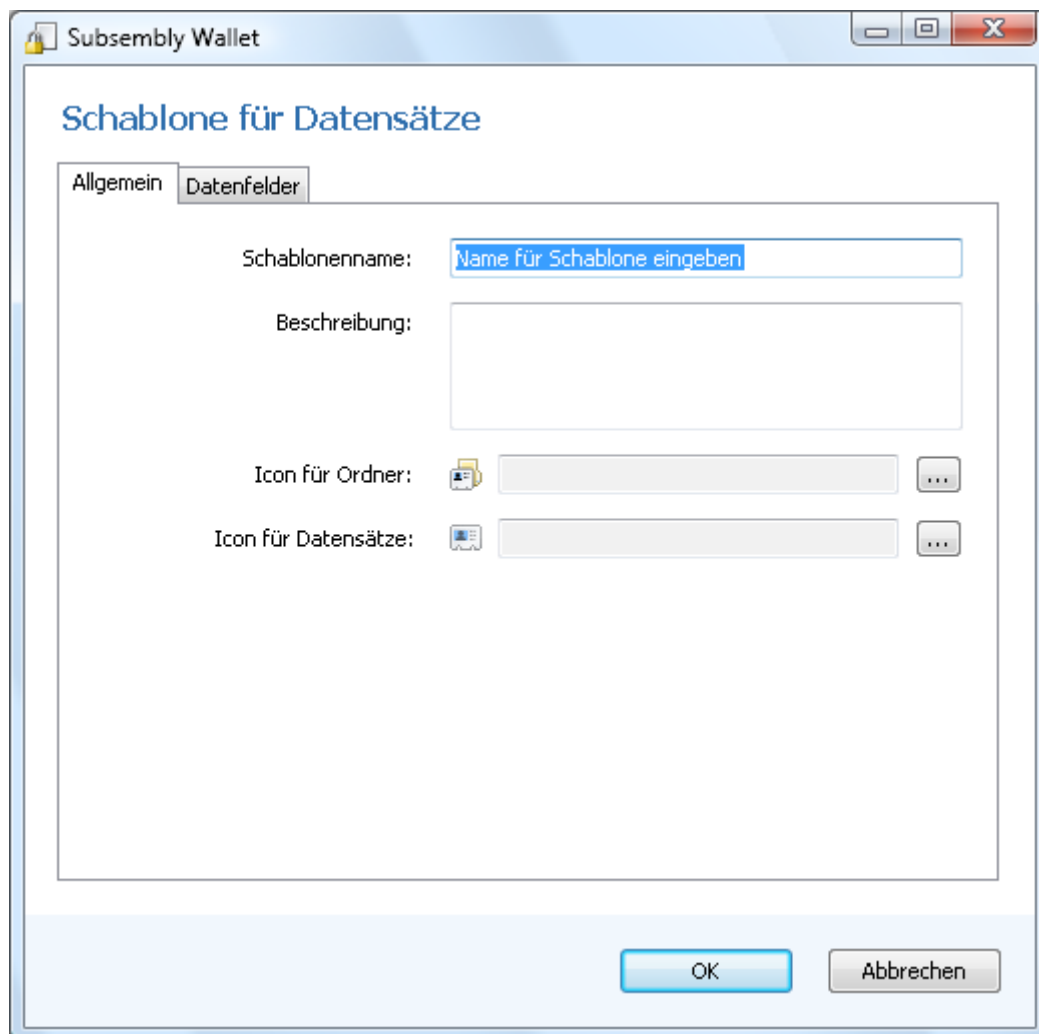 Subsembly Wallet
Schablone für Datensätze
Allgemein Datenfelder
Schablonenname: Name für Schablone eingeben
Beschreibung:
Icon für Ordner: ...
Icon für Datensätze: ...
OK Abbrechen